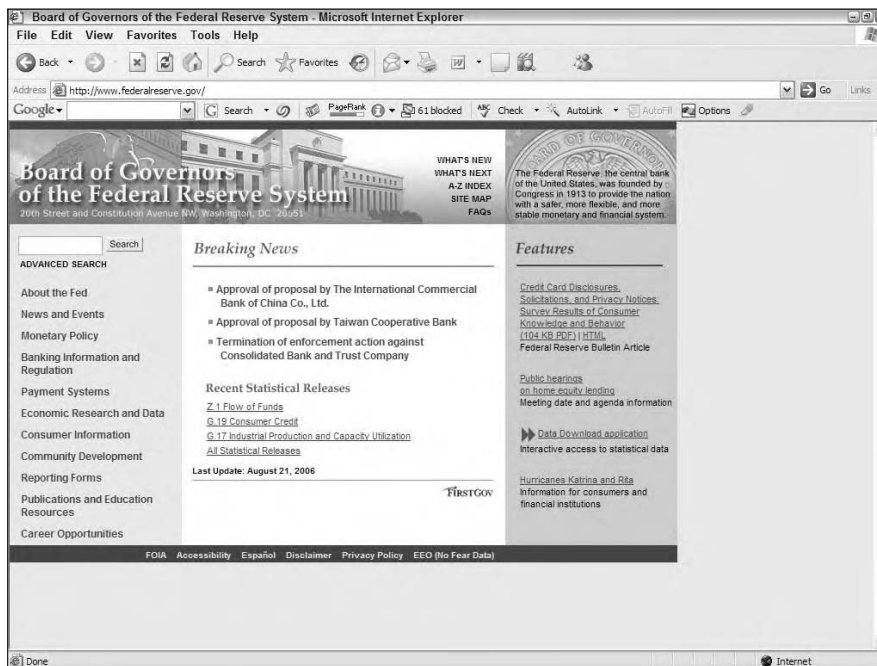 Board of Governors of the Federal Reserve System - Microsoft Internet Explorer
File Edit View Favorites Tools Help
Back Search Favorites W
Address http://www.federalreserve.gov/ Go Links
Google Search PageRank 61 blocked ABC Check AutoLink AutoFill Options
Board of Governors
of the Federal Reserve System
20th Street and Constitution Avenue NW, Washington, DC 20551
WHAT'S NEW
WHAT'S NEXT
A-Z INDEX
SITE MAP
FAQs
BOARD OF GOVERNO
The Federal Reserve, the central bank
of the United States, was founded by
Congress in 1913 to provide the nation
with a safer, more flexible, and more
stable monetary and financial system.
Search
ADVANCED SEARCH
About the Fed
News and Events
Monetary Policy
Banking Information and
Regulation
Payment Systems
Economic Research and Data
Consumer Information
Community Development
Reporting Forms
Publications and Education
Resources
Career Opportunities
Breaking News
Approval of proposal by The International Commercial
Bank of China Co., Ltd.
Approval of proposal by Taiwan Cooperative Bank
Termination of enforcement action against
Consolidated Bank and Trust Company
Recent Statistical Releases
Z.1 Flow of Funds
G.19 Consumer Credit
G.17 Industrial Production and Capacity Utilization
All Statistical Releases
Last Update: August 21, 2006
FIRSTGOV
Features
Credit Card Disclosures,
Solicitations, and Privacy Notices:
Survey Results of Consumer
Knowledge and Behavior
(104 KB PDF) | HTML
Federal Reserve Bulletin Article
Public hearings
on home equity lending
Meeting date and agenda information
Data Download application
Interactive access to statistical data
Hurricanes Katrina and Rita
Information for consumers and
financial institutions
FOIA Accessibility Español Disclaimer Privacy Policy EEO (No Fear Data)
Done Internet